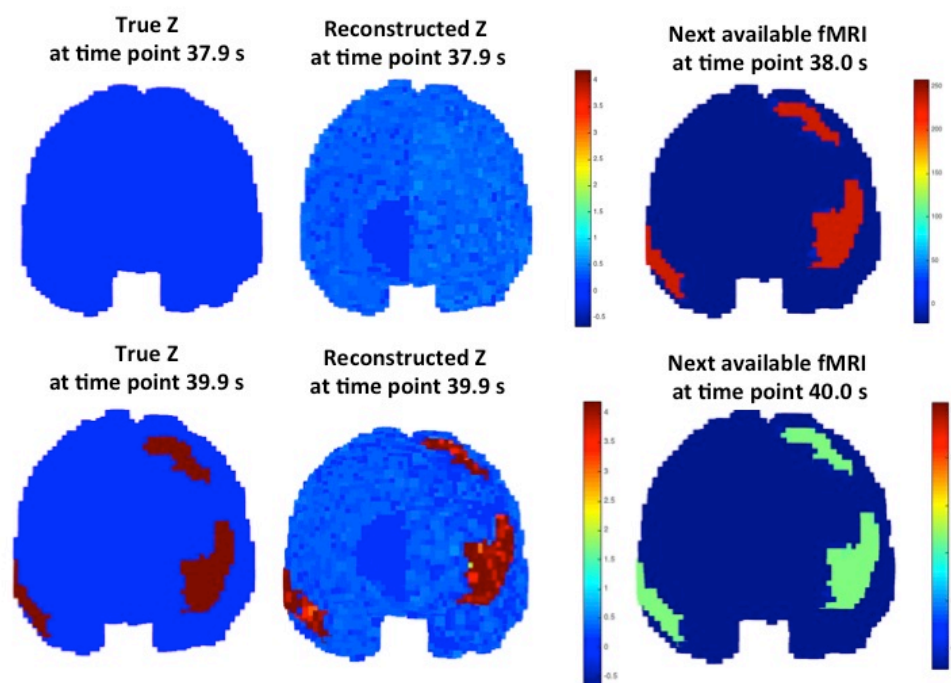 True Z
at time point 37.9 s
Reconstructed Z
at time point 37.9 s
Next available fMRI
at time point 38.0 s
4
3.5
3
2.5
2
1.5
1
0.5
0
-0.5
250
200
150
100
50
0
True Z
at time point 39.9 s
Reconstructed Z
at time point 39.9 s
Next available fMRI
at time point 40.0 s
4
3.5
3
2.5
2
1.5
1
0.5
0
-0.5